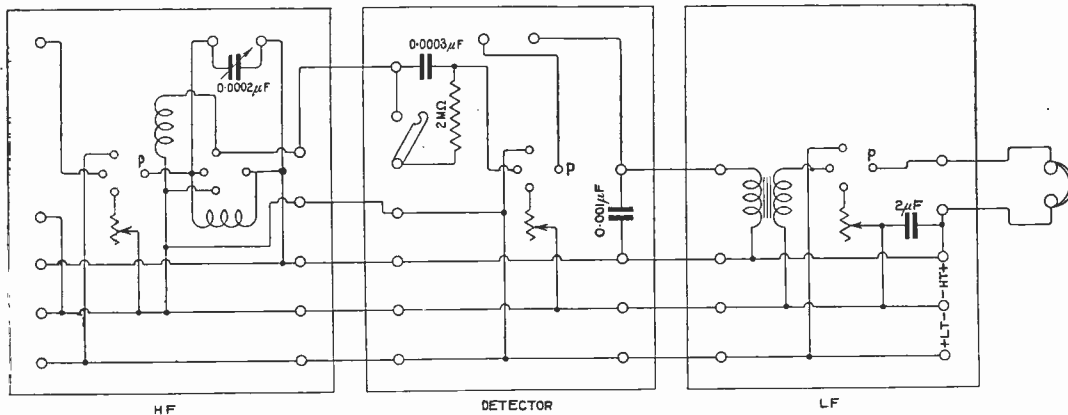 0.0002µF
P
HF
0.0003µF
2MΩ
P
0.001µF
DETECTOR
P
2µF
-HT+
+LT-
LF